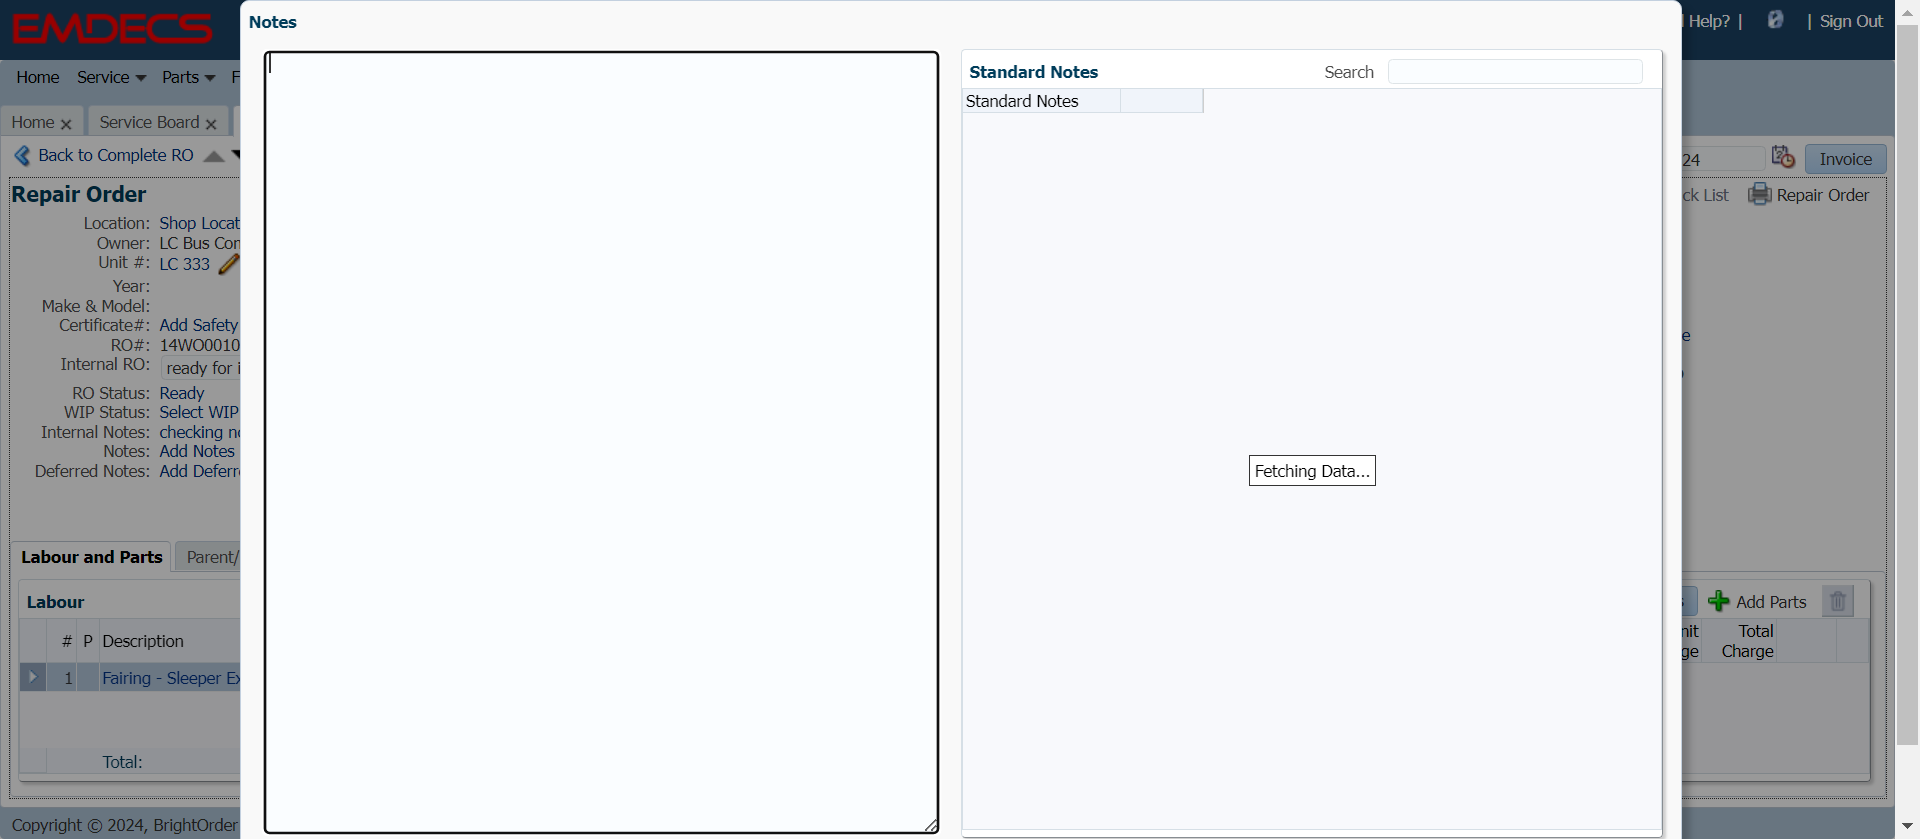 EMDECS
Notes
Help? |
| Sign Out
Home Service Parts
Standard Notes
Search
Standard Notes
Home
Service Board
Back to Complete RO
24
Invoice
Repair Order
ck List
Repair Order
Location: Shop Locat
Owner: LC Bus Con
Unit #: LC 333
Year:
Make & Model:
Certificate#: Add Safety
RO#: 14WO0010
Internal RO: ready for i
RO Status: Ready
WIP Status: Select WIP
Internal Notes: checking no
Notes: Add Notes
Deferred Notes: Add Deferre
Fetching Data...
Labour and Parts
Parent/
Labour
Add Parts
# P Description
nit
ge
Total
Charge
1 Fairing - Sleeper Ex
Total:
Copyright © 2024, BrightOrder